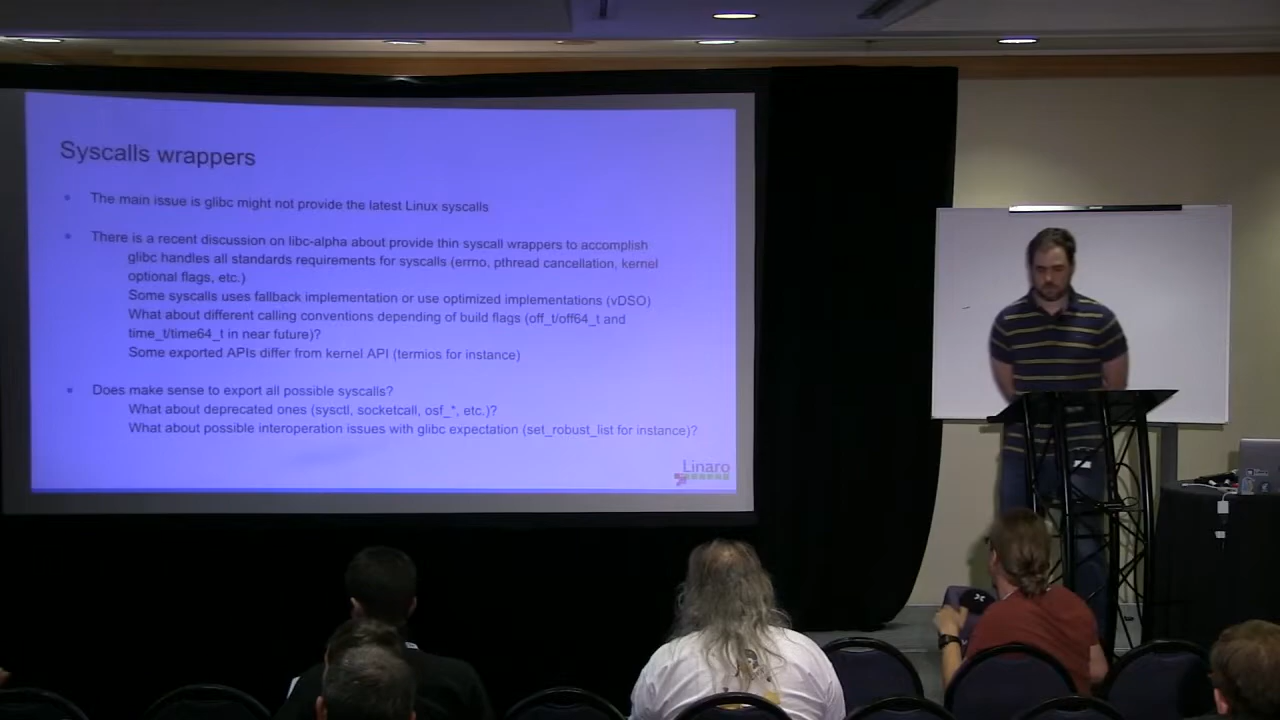 Syscalls wrappers
The main issue is glibc might not provide the latest Linux syscalls
There is a recent discussion on libc-alpha about provide thin syscall wrappers to accomplish
glibc handles all standards requirements for syscalls (errno, pthread cancellation, kernel
optional flags, etc.)
Some syscalls uses fallback implementation or use optimized implementations (vDSO)
What about different calling conventions depending of build flags (off_t/off64_t and
time_t/time64_t in near future)?
Some exported APIs differ from kernel API (termios for instance)
Does make sense to export all possible syscalls?
What about deprecated ones (sysctl, socketcall, osf_*, etc.)?
What about possible interoperation issues with glibc expectation (set_robust_list for instance)?
Linaro